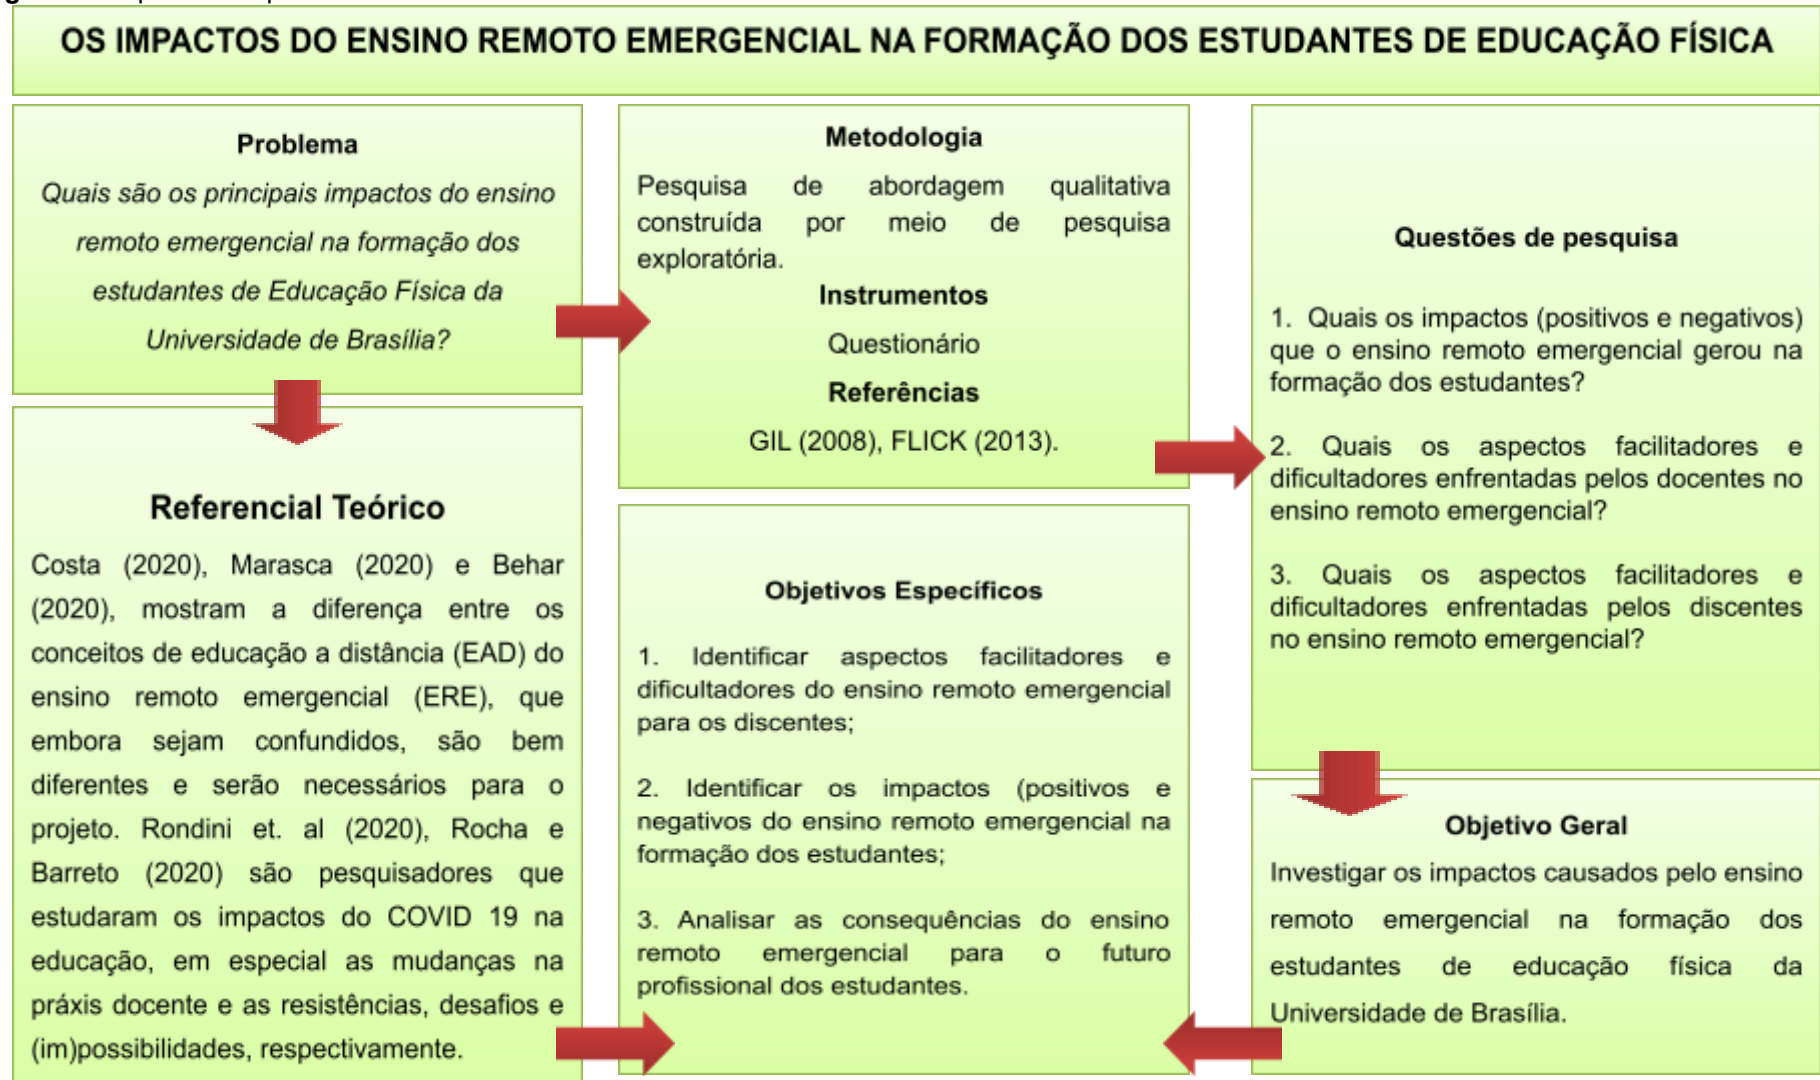 OS IMPACTOS DO ENSINO REMOTO EMERGENCIAL NA FORMAÇÃO DOS ESTUDANTES DE EDUCAÇÃO FÍSICA
Problema
Quais são os principais impactos do ensino
remoto emergencial na formação dos
estudantes de Educação Física da
Universidade de Brasília?
Referencial Teórico
Costa (2020), Marasca (2020) e Behar
(2020), mostram a diferença entre os
conceitos de educação a distância (EAD) do
ensino remoto emergencial (ERE), que
embora sejam confundidos, são bem
diferentes e serão necessários para o
projeto. Rondini et. al (2020), Rocha e
Barreto (2020) são pesquisadores que
estudaram os impactos do COVID 19 na
educação, em especial as mudanças na
práxis docente e as resistências, desafios e
(im)possibilidades, respectivamente.
Metodologia
Pesquisa de abordagem qualitativa
construída por meio de pesquisa
exploratória.
Instrumentos
Questionário
Referências
GIL (2008), FLICK (2013).
Objetivos Específicos
1. Identificar aspectos facilitadores e
dificultadores do ensino remoto emergencial
para os discentes;
2. Identificar os impactos (positivos e
negativos do ensino remoto emergencial na
formação dos estudantes;
3. Analisar as consequências do ensino
remoto emergencial para o futuro
profissional dos estudantes.
Questões de pesquisa
1. Quais os impactos (positivos e negativos)
que o ensino remoto emergencial gerou na
formação dos estudantes?
2. Quais os aspectos facilitadores e
dificultadores enfrentadas pelos docentes no
ensino remoto emergencial?
3. Quais os aspectos facilitadores e
dificultadores enfrentadas pelos discentes
no ensino remoto emergencial?
Objetivo Geral
Investigar os impactos causados pelo ensino
remoto emergencial na formação dos
estudantes de educação física da
Universidade de Brasília.